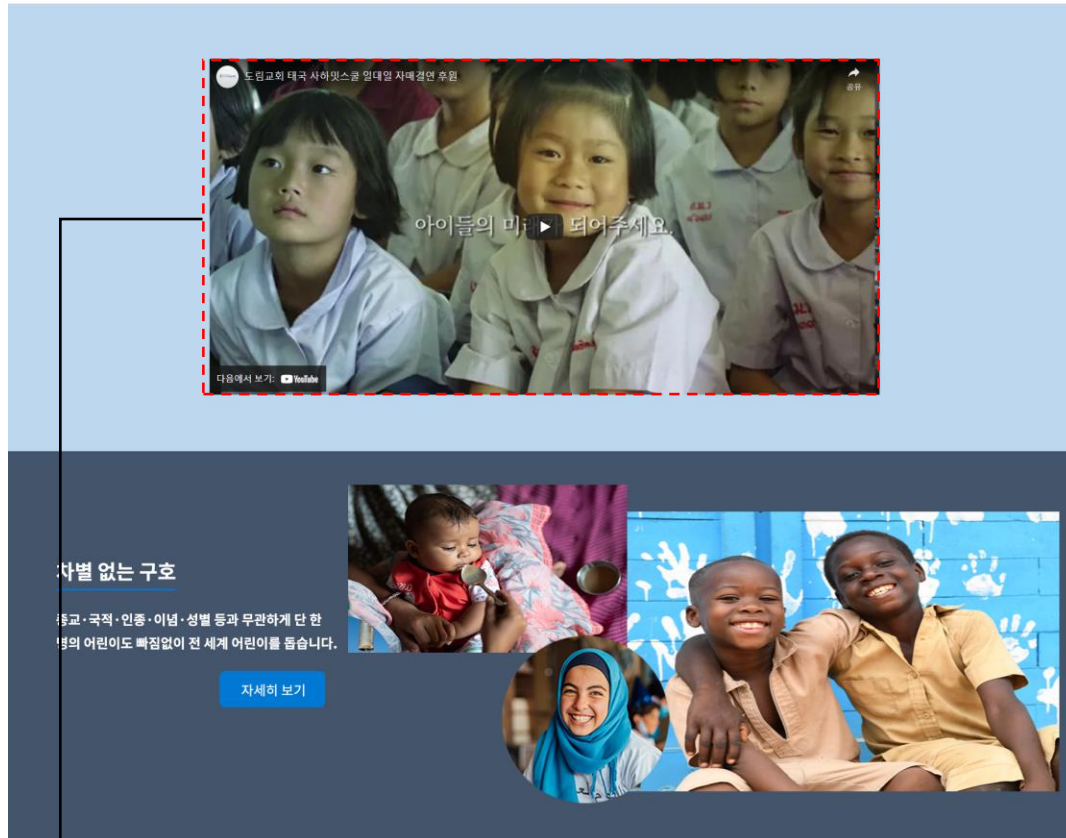 도림교회 태국 사하밋스쿨 일대일 자매결연 후원
공유
아이들의 미래가 되어주세요.
다음에서 보기: YouTube
차별 없는 구호
종교·국적·인종·이념·성별 등과 무관하게 단 한
명의 어린이도 빠짐없이 전 세계 어린이를 돕습니다.
자세히 보기